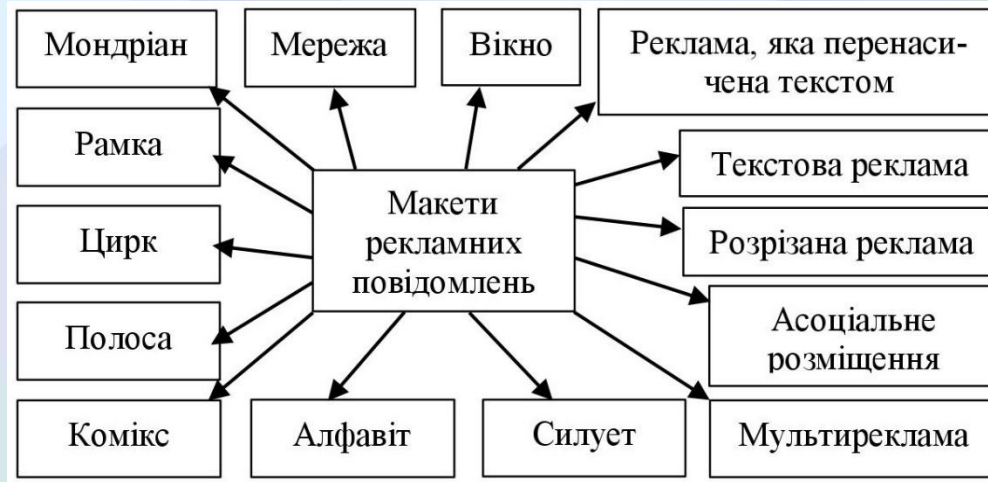 Мондріан
Мережа
Вікно
Реклама, яка перенаси-
чена текстом
Рамка
Текстова реклама
Макети
рекламних
повідомлень
Цирк
Розрізана реклама
Полоса
Асоціальне
розміщення
Комікс
Алфавіт
Силует
Мультиреклама